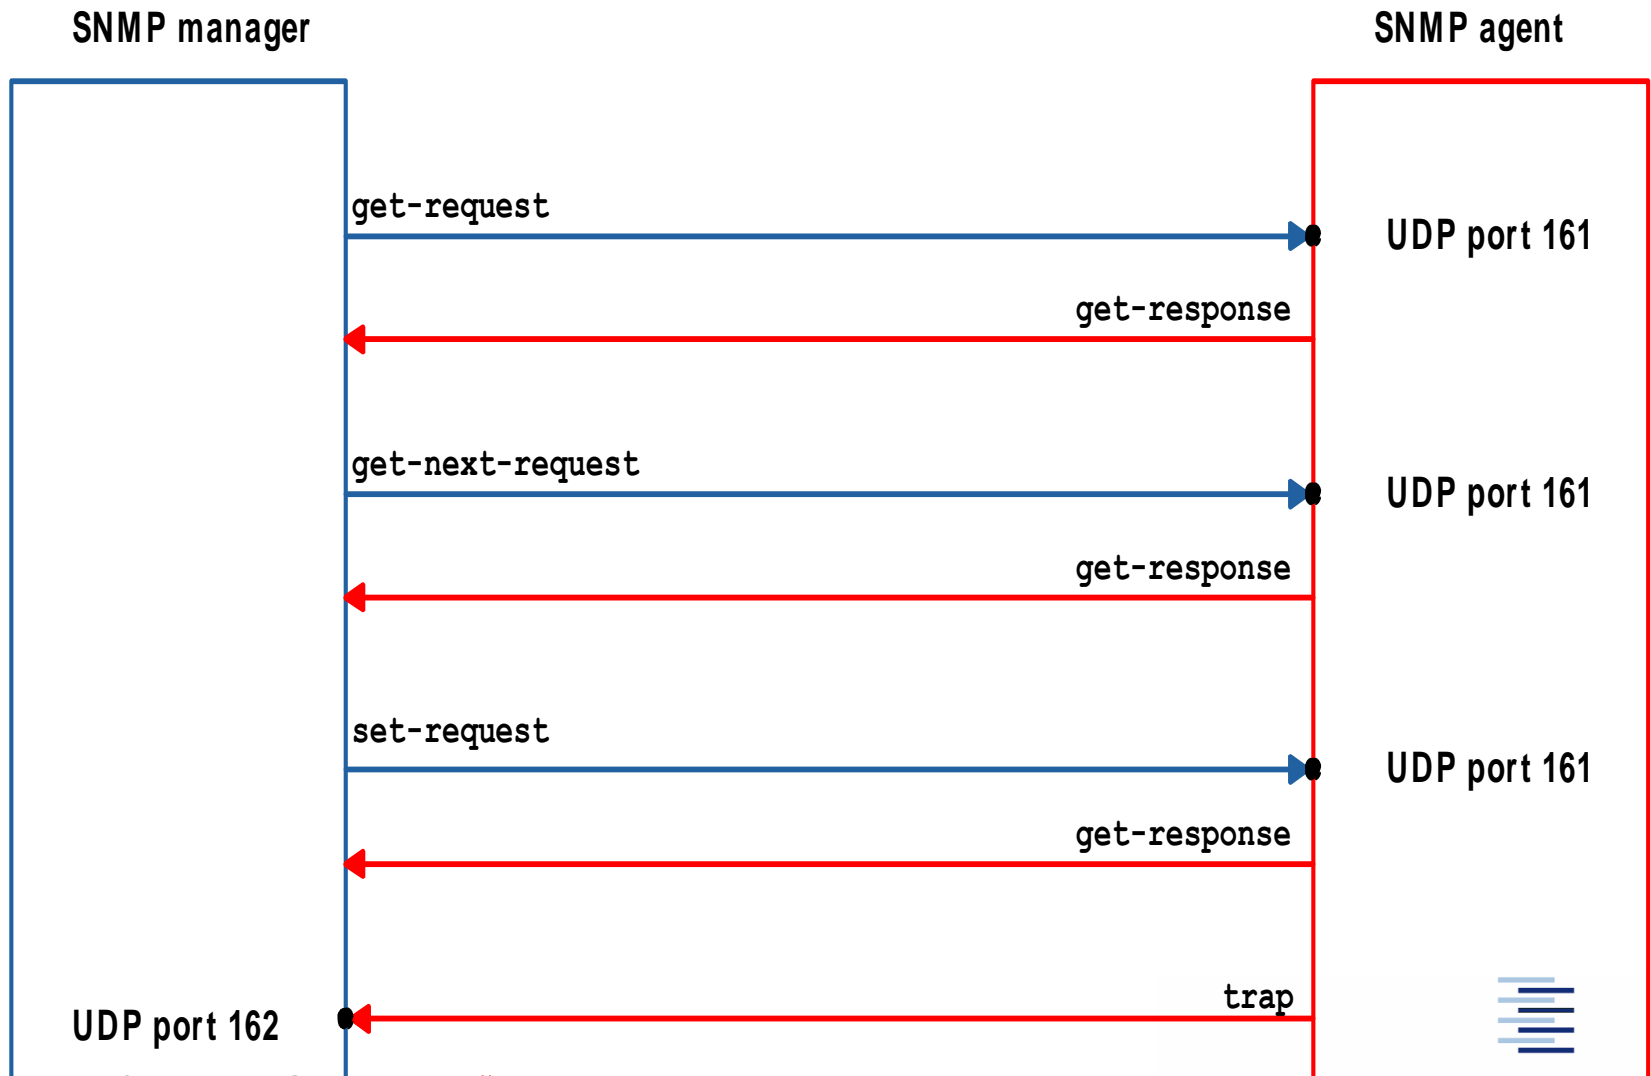 SNMP manager
SNMP agent
get-request
UDP port 161
get-response
get-next-request
UDP port 161
get-response
set-request
UDP port 161
get-response
trap
UDP port 162